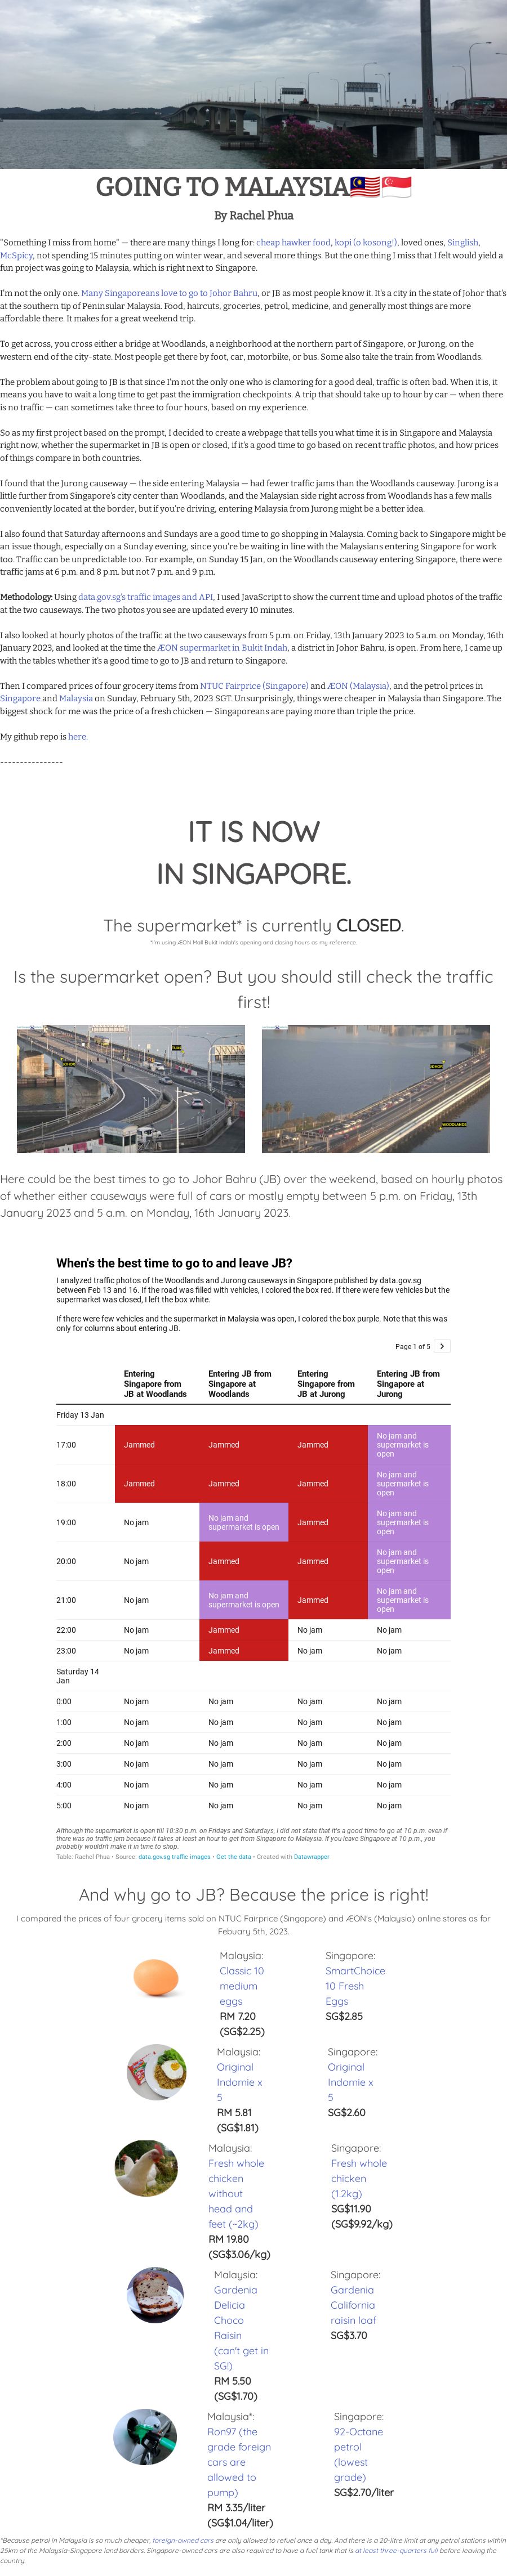 GOING TO MALAYSIA🇲🇾🇸🇬
By Rachel Phua
"Something I miss from home" — there are many things I long for: cheap hawker food, kopi (o kosong!), loved ones, Singlish,
McSpicy, not spending 15 minutes putting on winter wear, and several more things. But the one thing I miss that I felt would yield a
fun project was going to Malaysia, which is right next to Singapore.
I'm not the only one. Many Singaporeans love to go to Johor Bahru, or JB as most people know it. It's a city in the state of Johor that's
at the southern tip of Peninsular Malaysia. Food, haircuts, groceries, petrol, medicine, and generally most things are more
affordable there. It makes for a great weekend trip.
To get across, you cross either a bridge at Woodlands, a neighborhood at the northern part of Singapore, or Jurong, on the
western end of the city-state. Most people get there by foot, car, motorbike, or bus. Some also take the train from Woodlands.
The problem about going to JB is that since I'm not the only one who is clamoring for a good deal, traffic is often bad. When it is, it
means you have to wait a long time to get past the immigration checkpoints. A trip that should take up to hour by car — when there
is no traffic — can sometimes take three to four hours, based on my experience.
So as my first project based on the prompt, I decided to create a webpage that tells you what time it is in Singapore and Malaysia
right now, whether the supermarket in JB is open or closed, if it's a good time to go based on recent traffic photos, and how prices
of things compare in both countries.
I found that the Jurong causeway — the side entering Malaysia — had fewer traffic jams than the Woodlands causeway. Jurong is a
little further from Singapore's city center than Woodlands, and the Malaysian side right across from Woodlands has a few malls
conveniently located at the border, but if you're driving, entering Malaysia from Jurong might be a better idea.
I also found that Saturday afternoons and Sundays are a good time to go shopping in Malaysia. Coming back to Singapore might be
an issue though, especially on a Sunday evening, since you're be waiting in line with the Malaysians entering Singapore for work
too. Traffic can be unpredictable too. For example, on Sunday 15 Jan, on the Woodlands causeway entering Singapore, there were
traffic jams at 6 p.m. and 8 p.m. but not 7 p.m. and 9 p.m.
Methodology: Using data.gov.sg's traffic images and API, I used JavaScript to show the current time and upload photos of the traffic
at the two causeways. The two photos you see are updated every 10 minutes.
I also looked at hourly photos of the traffic at the two causeways from 5 p.m. on Friday, 13th January 2023 to 5 a.m. on Monday, 16th
January 2023, and looked at the time the ÆON supermarket in Bukit Indah, a district in Johor Bahru, is open. From here, I came up
with the tables whether it's a good time to go to JB and return to Singapore.
Then I compared prices of four grocery items from NTUC Fairprice (Singapore) and ÆON (Malaysia), and the petrol prices in
Singapore and Malaysia on Sunday, February 5th, 2023 SGT. Unsurprisingly, things were cheaper in Malaysia than Singapore. The
biggest shock for me was the price of a fresh chicken — Singaporeans are paying more than triple the price.
My github repo is here.
----------------
IT IS NOW
IN SINGAPORE.
The supermarket* is currently CLOSED.
*I'm using ÆON Mall Bukit Indah's opening and closing hours as my reference.
Is the supermarket open? But you should still check the traffic
first!
JOHOR
WOODLANDS
Here could be the best times to go to Johor Bahru (JB) over the weekend, based on hourly photos
of whether either causeways were full of cars or mostly empty between 5 p.m. on Friday, 13th
January 2023 and 5 a.m. on Monday, 16th January 2023.
When's the best time to go to and leave JB?
I analyzed traffic photos of the Woodlands and Jurong causeways in Singapore published by data.gov.sg
between Feb 13 and 16. If the road was filled with vehicles, I colored the box red. If there were few vehicles but the
supermarket was closed, I left the box white.
If there were few vehicles and the supermarket in Malaysia was open, I colored the box purple. Note that this was
only for columns about entering JB.
Page 1 of 5 >
Entering Singapore from JB at Woodlands
Entering JB from Singapore at Woodlands
Entering Singapore from JB at Jurong
Entering JB from Singapore at Jurong
Friday 13 Jan
17:00 Jammed Jammed Jammed No jam and supermarket is open
18:00 Jammed Jammed Jammed No jam and supermarket is open
19:00 No jam No jam and supermarket is open Jammed No jam and supermarket is open
20:00 No jam Jammed Jammed No jam and supermarket is open
21:00 No jam No jam and supermarket is open Jammed No jam and supermarket is open
22:00 No jam Jammed No jam No jam
23:00 No jam Jammed No jam No jam
Saturday 14 Jan
0:00 No jam No jam No jam No jam
1:00 No jam No jam No jam No jam
2:00 No jam No jam No jam No jam
3:00 No jam No jam No jam No jam
4:00 No jam No jam No jam No jam
5:00 No jam No jam No jam No jam
Although the supermarket is open till 10:30 p.m. on Fridays and Saturdays, I did not state that it's a good time to go at 10 p.m. even if
there was no traffic jam because it takes at least an hour to get from Singapore to Malaysia. If you leave Singapore at 10 p.m., you
probably wouldn't make it in time to shop.
Table: Rachel Phua • Source: data.gov.sg traffic images • Get the data • Created with Datawrapper
And why go to JB? Because the price is right!
I compared the prices of four grocery items sold on NTUC Fairprice (Singapore) and ÆON's (Malaysia) online stores as for
Febuary 5th, 2023.
Malaysia:
Classic 10
medium
eggs
RM 7.20
(SG$2.25)
Singapore:
SmartChoice
10 Fresh
Eggs
SG$2.85
Malaysia:
Original
Indomie x
5
RM 5.81
(SG$1.81)
Singapore:
Original
Indomie x
5
SG$2.60
Malaysia:
Fresh whole
chicken
without
head and
feet (~2kg)
RM 19.80
(SG$3.06/kg)
Singapore:
Fresh whole
chicken
(1.2kg)
SG$11.90
(SG$9.92/kg)
Malaysia:
Gardenia
Delicia
Choco
Raisin
(can't get in
SG!)
RM 5.50
(SG$1.70)
Singapore:
Gardenia
California
raisin loaf
SG$3.70
Malaysia*:
Ron97 (the
grade foreign
cars are
allowed to
pump)
RM 3.35/liter
(SG$1.04/liter)
Singapore:
92-Octane
petrol
(lowest
grade)
SG$2.70/liter
*Because petrol in Malaysia is so much cheaper, foreign-owned cars are only allowed to refuel once a day. And there is a 20-litre limit at any petrol stations within
25km of the Malaysia-Singapore land borders. Singapore-owned cars are also required to have a fuel tank that is at least three-quarters full before leaving the
country.